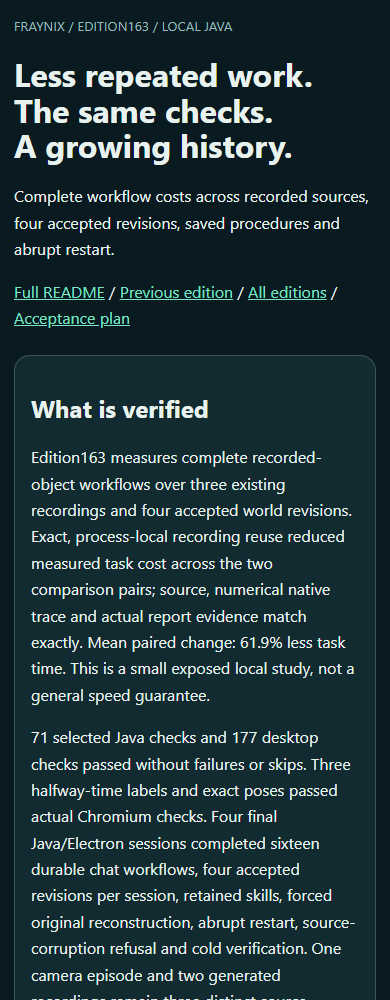 FRAYNIX / EDITION163 / LOCAL JAVA
Less repeated work.
The same checks.
A growing history.
Complete workflow costs across recorded sources,
four accepted revisions, saved procedures and
abrupt restart.
Full README / Previous edition / All editions /
Acceptance plan
What is verified
Edition163 measures complete recorded-
object workflows over three existing
recordings and four accepted world revisions.
Exact, process-local recording reuse reduced
measured task cost across the two
comparison pairs; source, numerical native
trace and actual report evidence match
exactly. Mean paired change: 61.9% less task
time. This is a small exposed local study, not a
general speed guarantee.
71 selected Java checks and 177 desktop
checks passed without failures or skips. Three
halfway-time labels and exact poses passed
actual Chromium checks. Four final
Java/Electron sessions completed sixteen
durable chat workflows, four accepted
revisions per session, retained skills, forced
original reconstruction, abrupt restart, source-
corruption refusal and cold verification. One
camera episode and two generated
recordings remain three distinct source